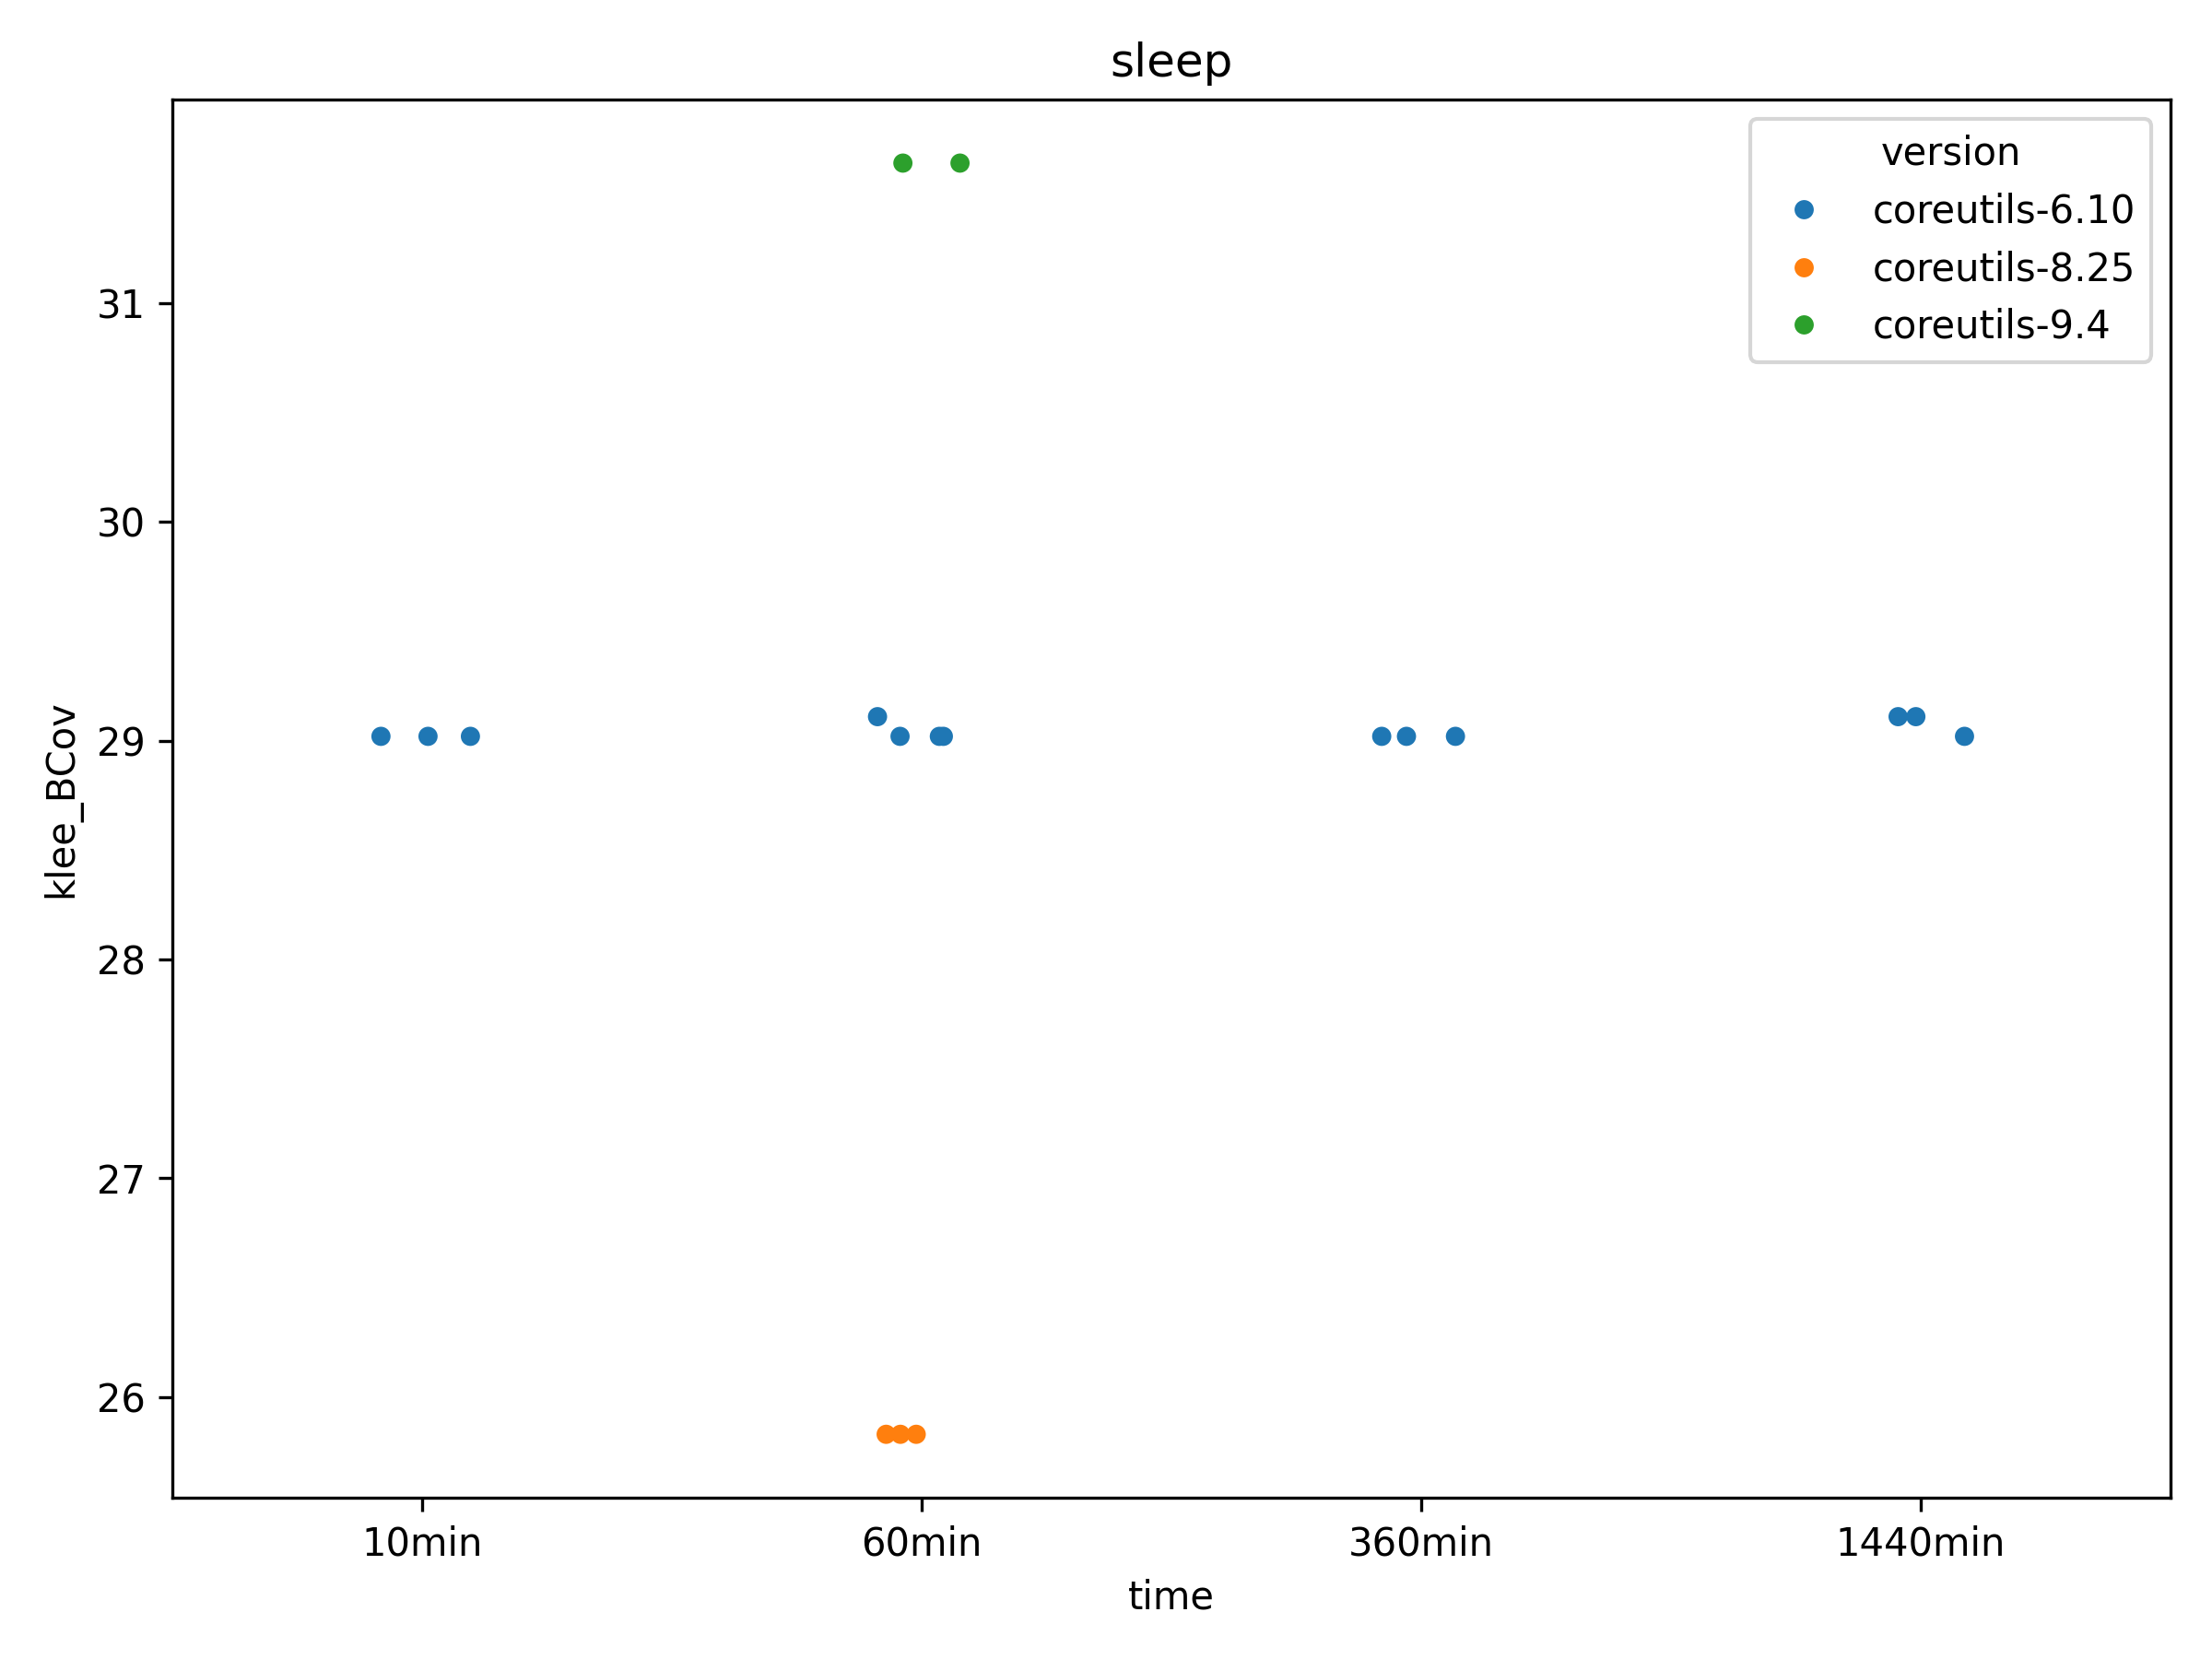 sleep
version
coreutils-6.10
coreutils-8.25
coreutils-9.4
31
30
29
28
27
26
klee_BCov
10min 60min 360min 1440min
time